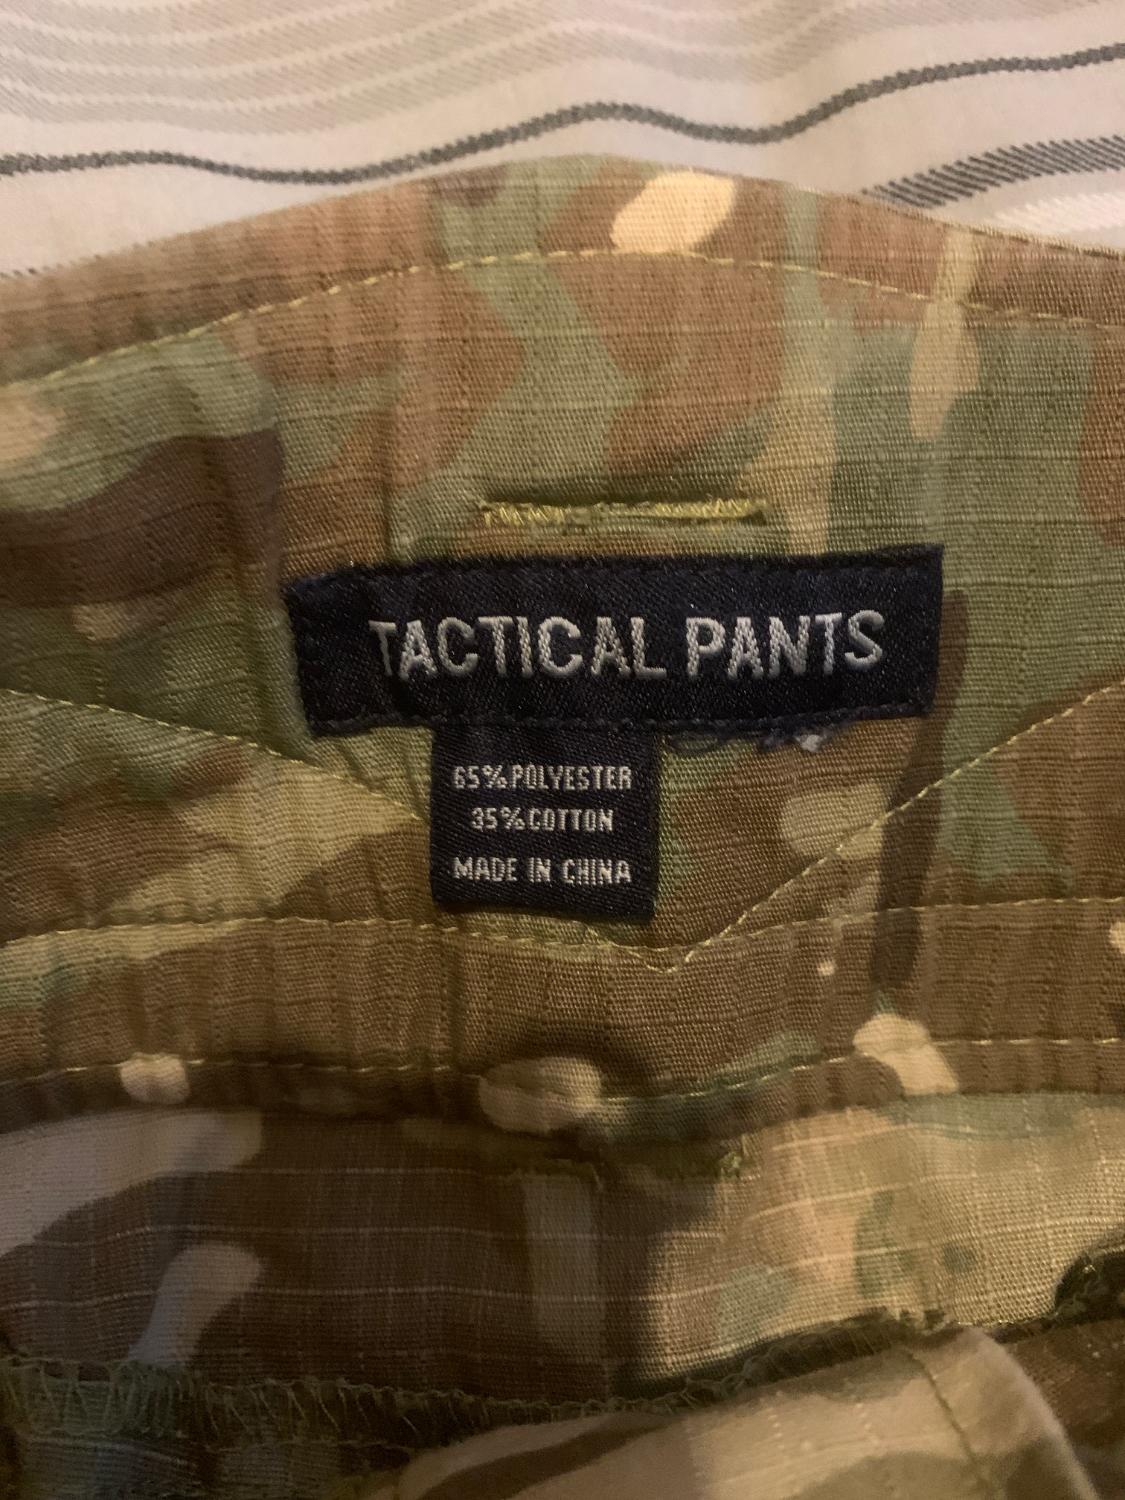 TACTICAL PANTS
65%POLYESTER
35%COTTON
MADE IN CHINA